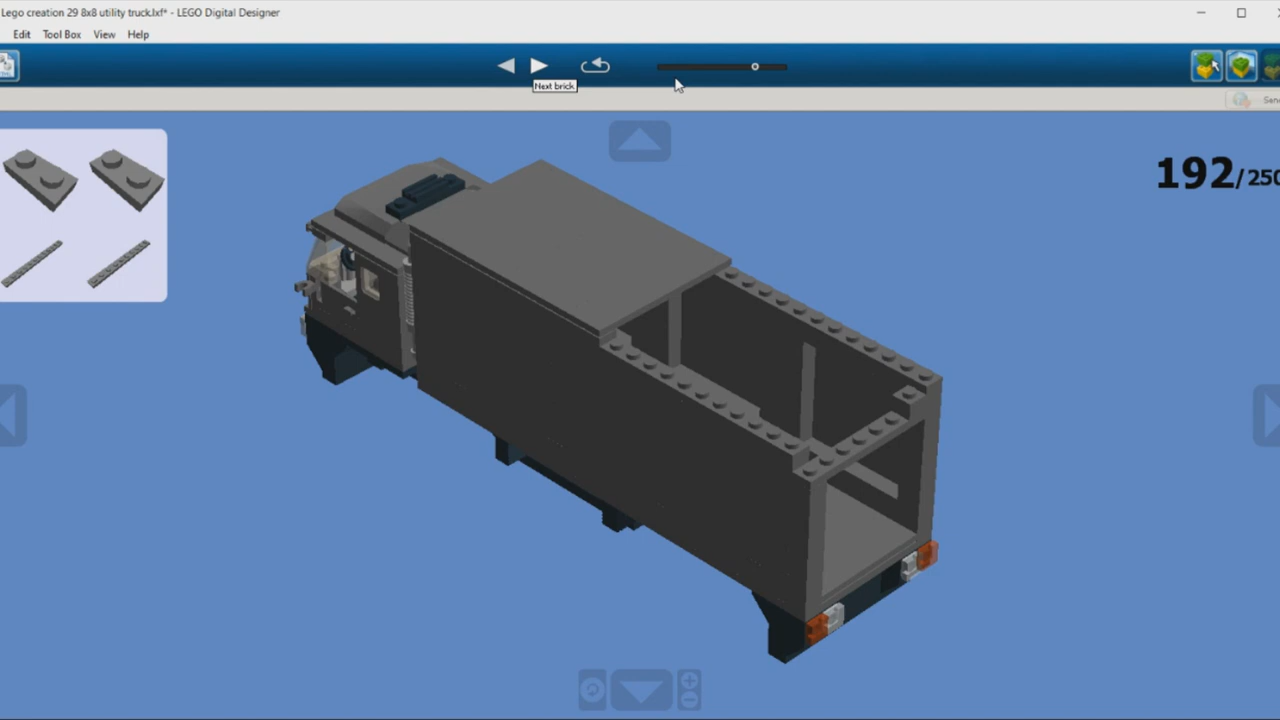 Lego creation 29 8x8 utility truck.lxf* - LEGO Digital Designer
Edit Tool Box View Help
Next brick
192/250